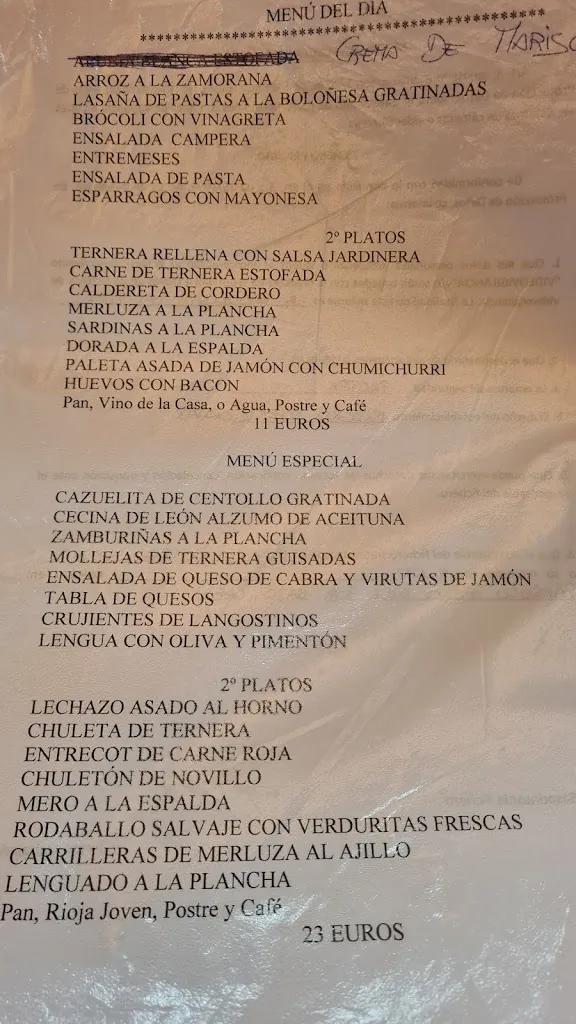 MENÚ DEL DÍA
************************************************
ARUBIA BLANCA ESTOFADA CREMA DE MARISC
ARROZ A LA ZAMORANA
LASAÑA DE PASTAS A LA BOLOÑESA GRATINADAS
BRÓCOLI CON VINAGRETA
ENSALADA CAMPERA
ENTREMESES
ENSALADA DE PASTA
ESPARRAGOS CON MAYONESA
2º PLATOS
TERNERA RELLENA CON SALSA JARDINERA
CARNE DE TERNERA ESTOFADA
CALDERETA DE CORDERO
MERLUZA A LA PLANCHA
SARDINAS A LA PLANCHA
DORADA A LA ESPALDA
PALETA ASADA DE JAMÓN CON CHUMICHURRI
HUEVOS CON BACON
Pan, Vino de la Casa, o Agua, Postre y Café
11 EUROS
MENÚ ESPECIAL
CAZUELITA DE CENTOLLO GRATINADA
CECINA DE LEÓN ALZUMO DE ACEITUNA
ZAMBURIÑAS A LA PLANCHA
MOLLEJAS DE TERNERA GUISADAS
ENSALADA DE QUESO DE CABRA Y VIRUTAS DE JAMÓN
TABLA DE QUESOS
CRUJIENTES DE LANGOSTINOS
LENGUA CON OLIVA Y PIMENTÓN
2º PLATOS
LECHAZO ASADO AL HORNO
CHULETA DE TERNERA
ENTRECOT DE CARNE ROJA
CHULETÓN DE NOVILLO
MERO A LA ESPALDA
RODABALLO SALVAJE CON VERDURITAS FRESCAS
CARRILLERAS DE MERLUZA AL AJILLO
LENGUADO A LA PLANCHA
Pan, Rioja Joven, Postre y Café
23 EUROS